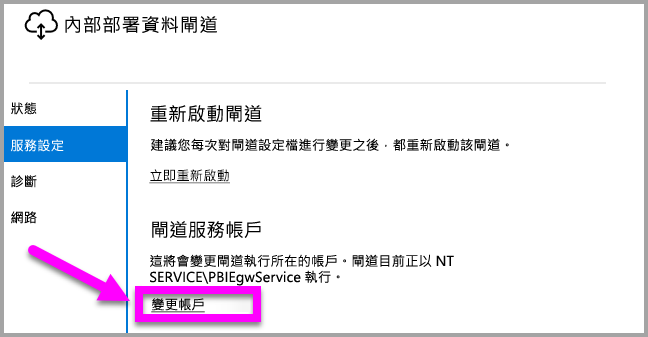 內部部署資料閘道
狀態
服務設定
診斷
網路
重新啟動閘道
建議您每次對閘道設定檔進行變更之後，都重新啟動該閘道。
立即重新啟動
閘道服務帳戶
這將會變更閘道執行所在的帳戶。閘道目前正以 NT
SERVICE\PBIEgwService 執行。
變更帳戶